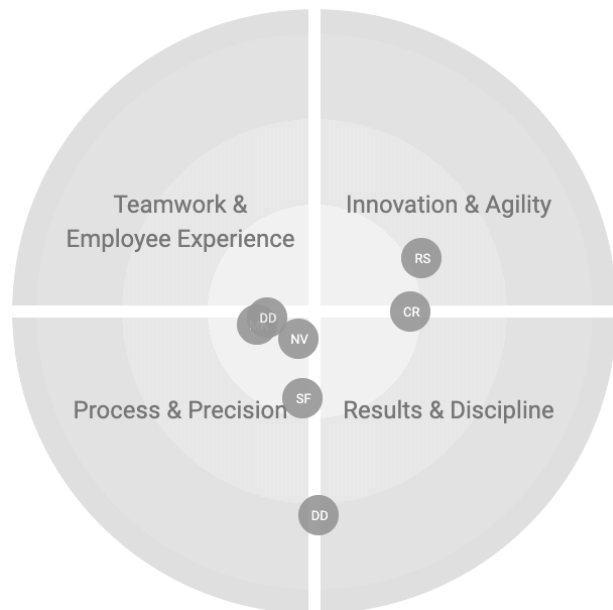 Teamwork &
Employee Experience
Innovation & Agility
RS
CR
DD
NV
SF
Process & Precision
Results & Discipline
DD